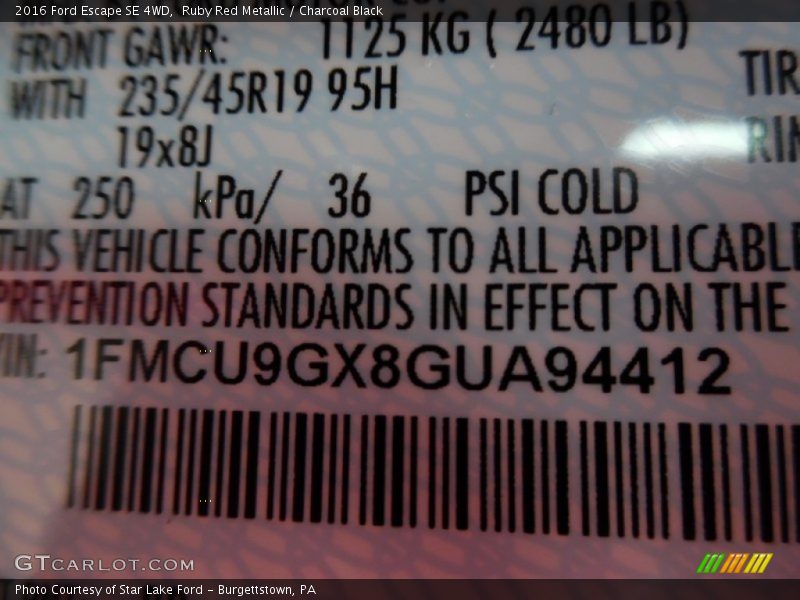 2016 Ford Escape SE 4WD, Ruby Red Metallic / Charcoal Black
FRONT GAWR: 1125 KG ( 2480 LB)
WITH 235/45R19 95H TIR
19x8J RIN
AT 250 kPa/ 36 PSI COLD
THIS VEHICLE CONFORMS TO ALL APPLICABLE
PREVENTION STANDARDS IN EFFECT ON THE
VIN: 1FMCU9GX8GUA94412
GTCARLOT.COM
Photo Courtesy of Star Lake Ford – Burgettstown, PA